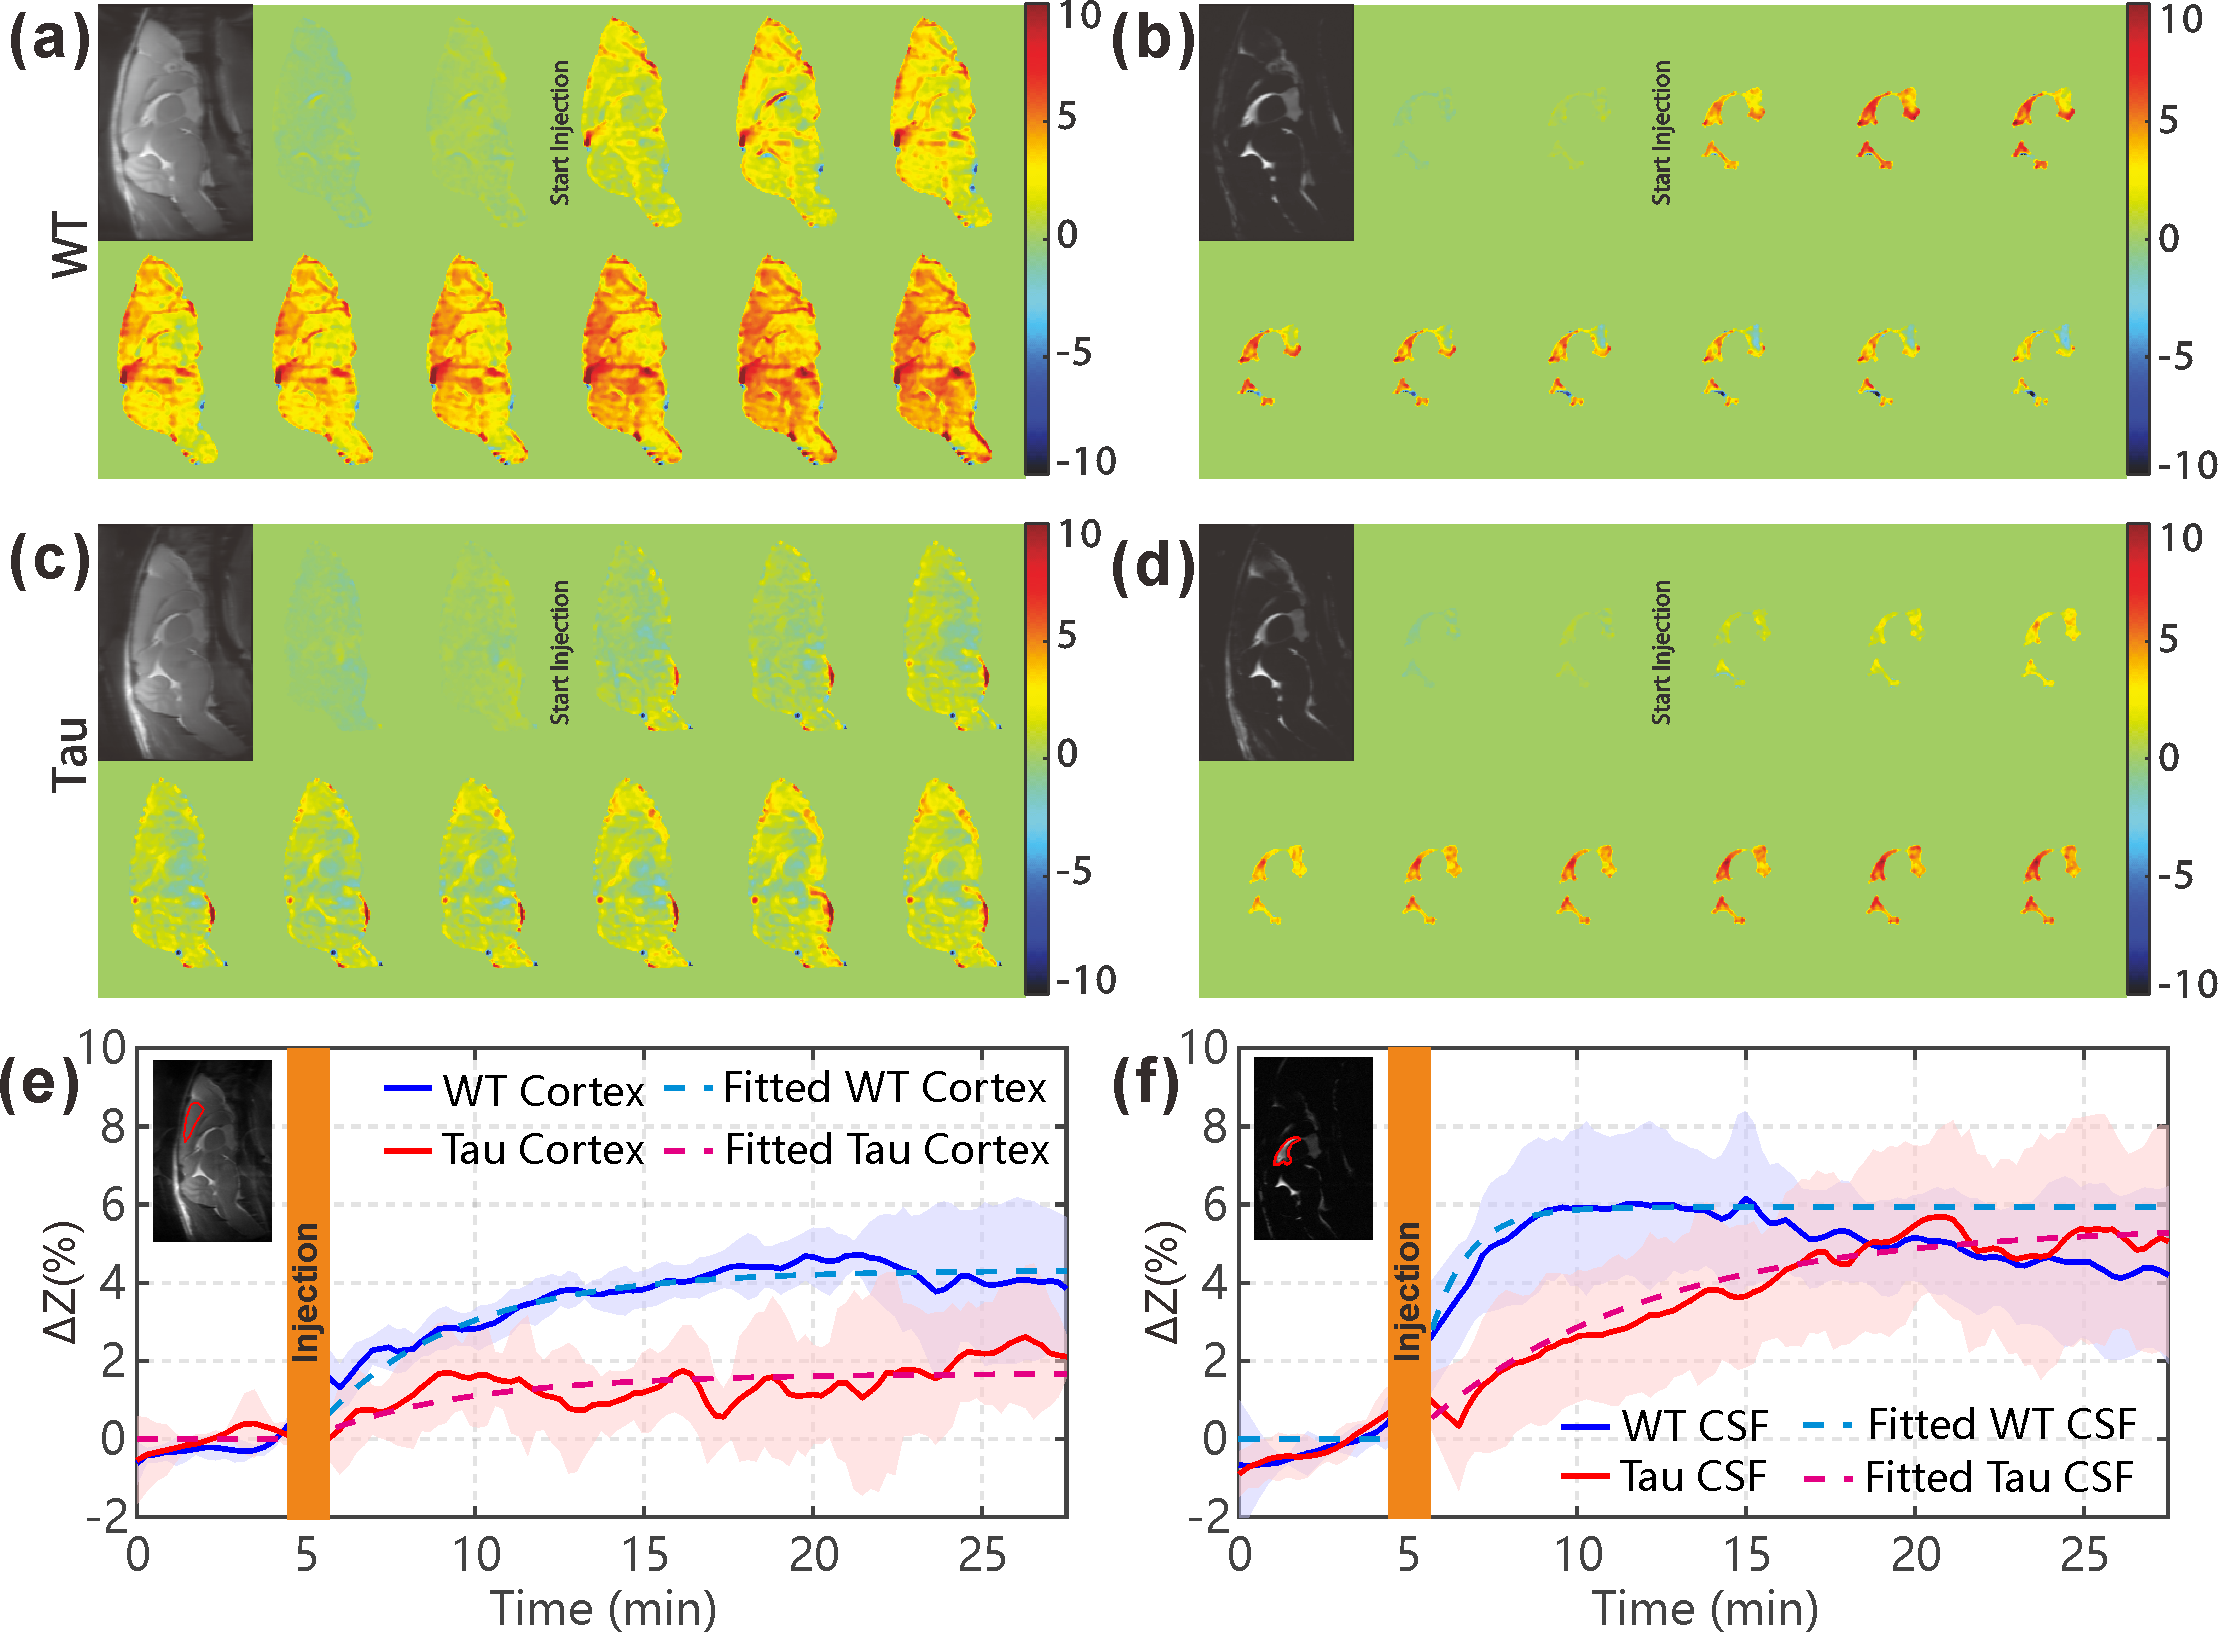 (a)
WT
Start Injection
10
5
0
-5
-10
(b)
Start Injection
10
5
0
-5
-10
(c)
Tau
Start Injection
10
5
0
-5
-10
(d)
Start Injection
10
5
0
-5
-10
(e)
10
8
6
4
2
0
-2
ΔZ(%)
WT Cortex
Fitted WT Cortex
Tau Cortex
Fitted Tau Cortex
Injection
0
5
10
15
20
25
Time (min)
(f)
10
8
6
4
2
0
-2
ΔZ(%)
Injection
WT CSF
Fitted WT CSF
Tau CSF
Fitted Tau CSF
0
5
10
15
20
25
Time (min)